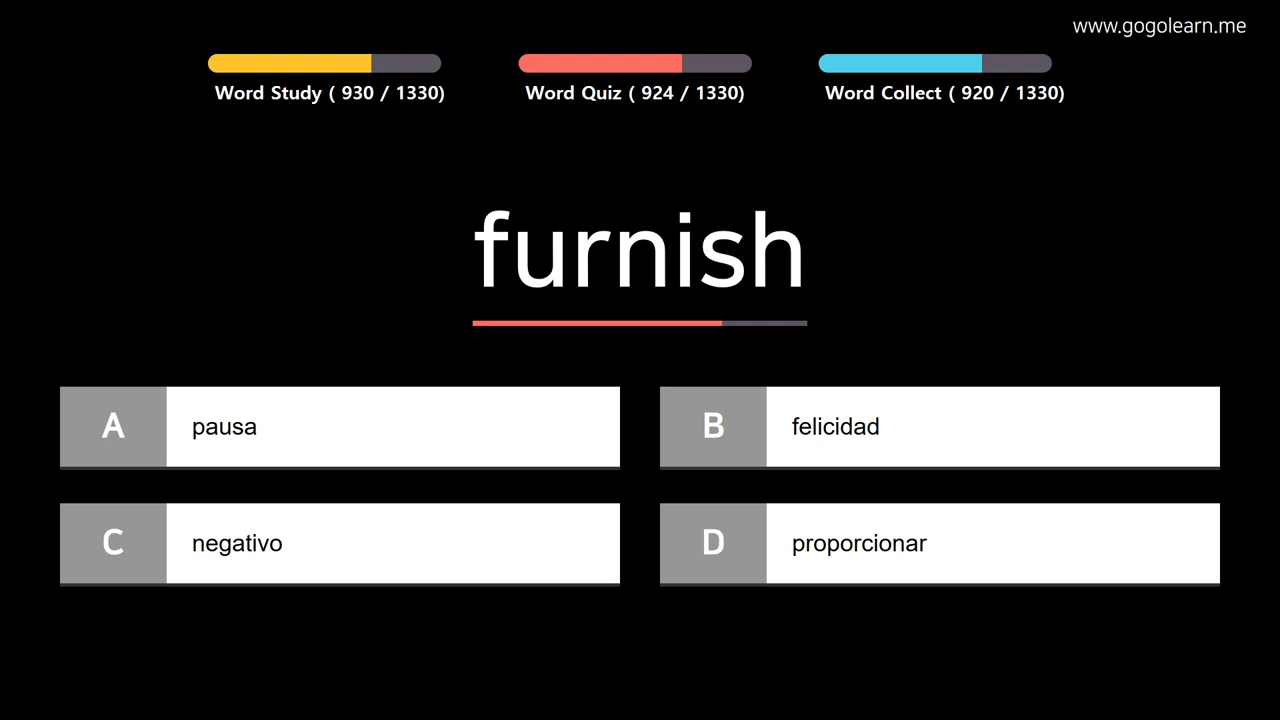 www.gogolearn.me
Word Study ( 930 / 1330)
Word Quiz ( 924 / 1330)
Word Collect ( 920 / 1330)
furnish
A pausa
B felicidad
C negativo
D proporcionar